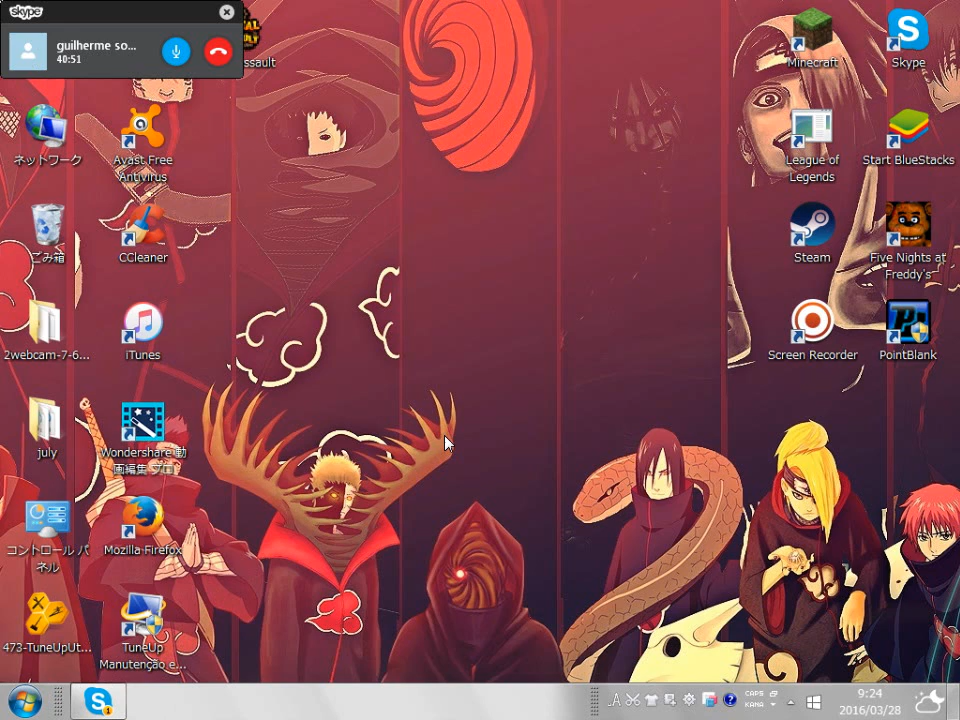 skype
guilherme so...
40:51
ssault
Minecraft
Skype
ネットワーク
Avast Free
Antivirus
League of
Legends
Start BlueStacks
ごみ箱
CCleaner
Steam
Five Nights at
Freddy's
2webcam-7-6...
iTunes
Screen Recorder
PointBlank
july
Wondershare 動
画編集 プロ
コントロール パ
ネル
Mozilla Firefox
473-TuneUpUt...
TuneUp
Manutenção e...
A
CAPS
KANA
9:24
2016/03/28